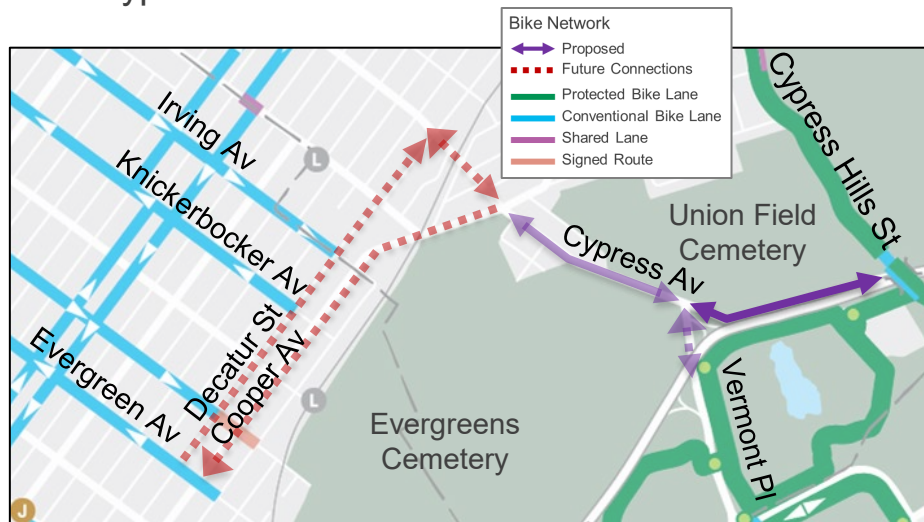 Bike Network
Proposed
Future Connections
Protected Bike Lane
Conventional Bike Lane
Shared Lane
Signed Route
Irving Av
Knickerbocker Av
Evergreen Av
Decatur St
Cooper Av
L
L
J
Cypress Av
Union Field
Cemetery
Cypress Hills St
Evergreens
Cemetery
Vermont Pl